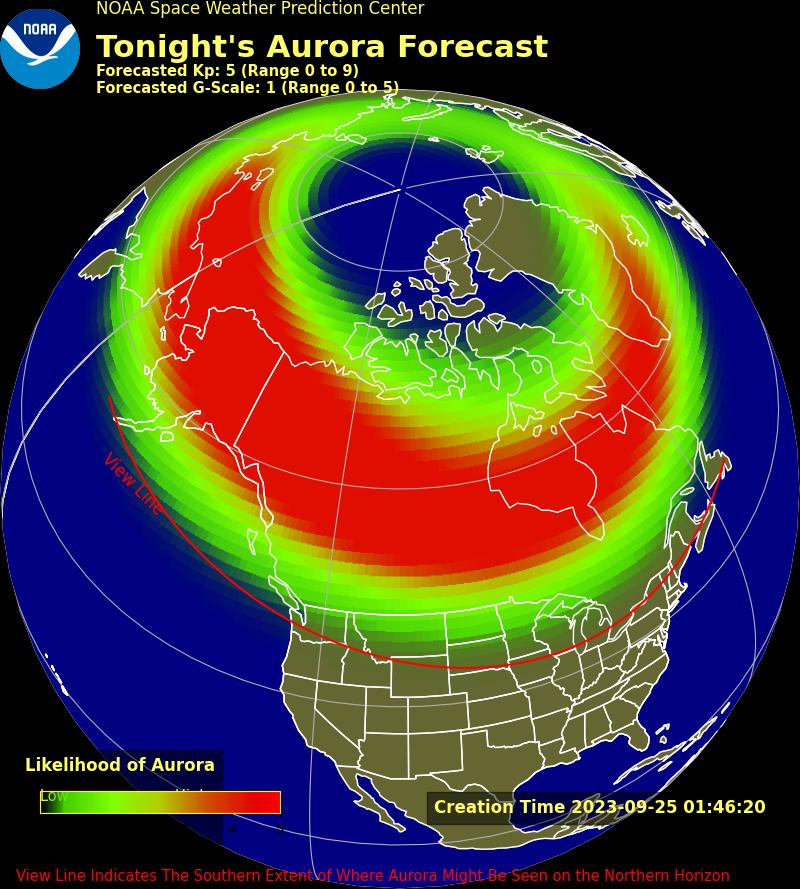 NOAA Space Weather Prediction Center
NOAA
Tonight's Aurora Forecast
Forecasted Kp: 5 (Range 0 to 9)
Forecasted G-Scale: 1 (Range 0 to 5)
View Line
Likelihood of Aurora
Low
4
Creation Time 2023-09-25 01:46:20
View Line Indicates The Southern Extent of Where Aurora Might Be Seen on the Northern Horizon